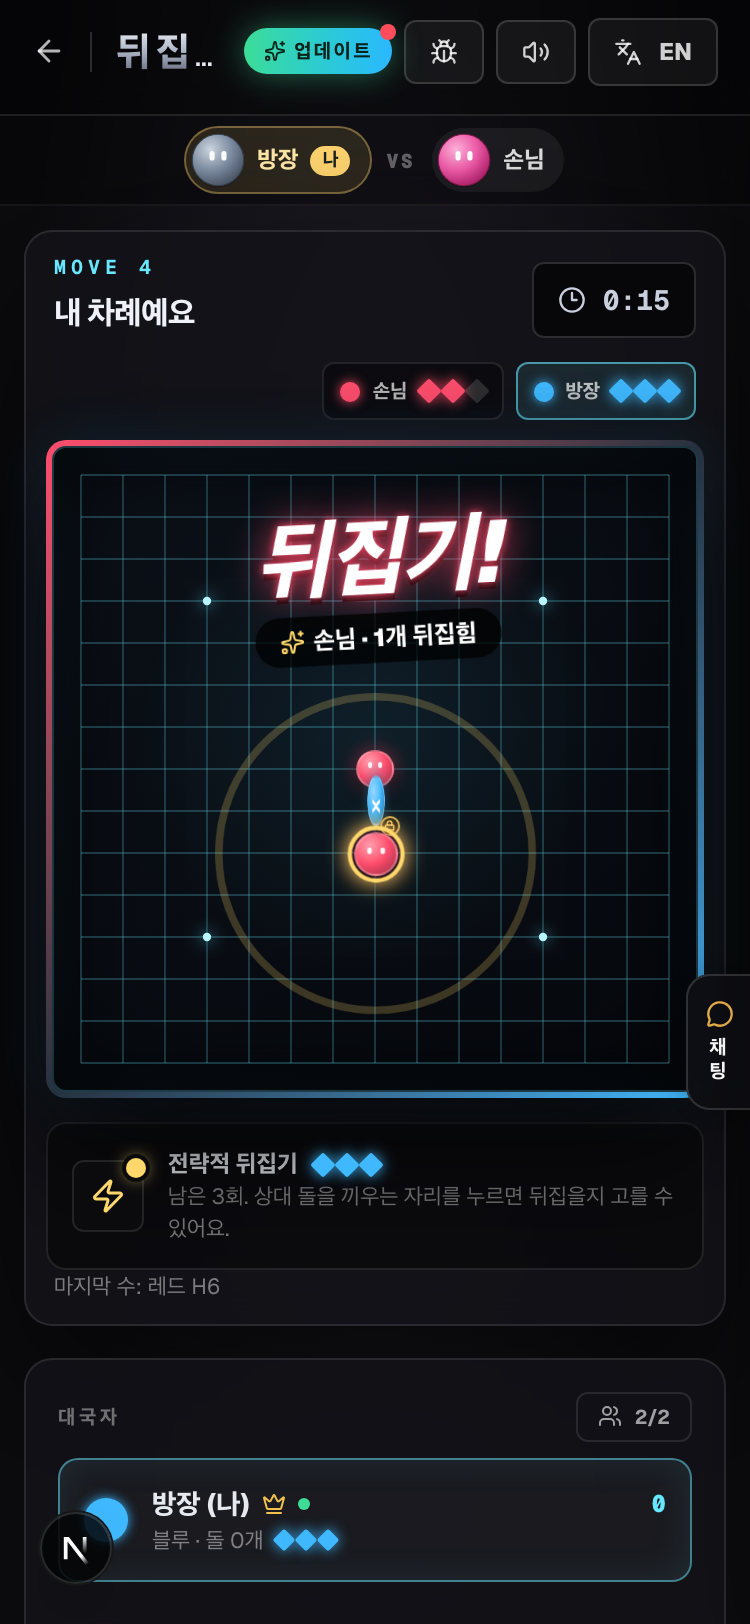 뒤집...
업데이트
EN
방장 나
VS
손님
MOVE 4
내 차례예요
0:15
손님
방장
뒤집기!
손님 · 1개 뒤집힘
채팅
전략적 뒤집기
남은 3회. 상대 돌을 끼우는 자리를 누르면 뒤집을지 고를 수
있어요.
마지막 수: 레드 H6
대국자
2/2
방장 (나)
0
블루 · 돌 0개
N